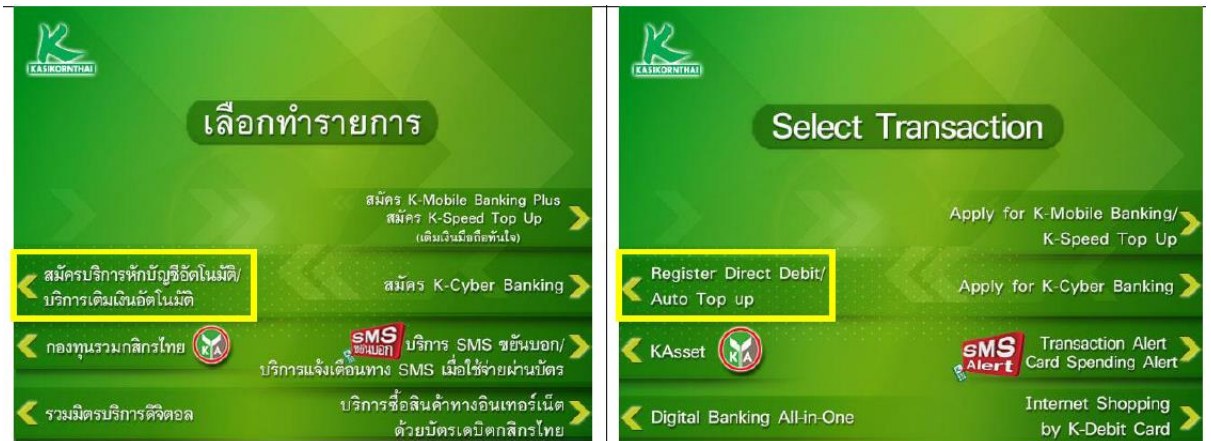 KASIKORNTHAI
เลือกทำรายการ
สมัคร K-Mobile Banking Plus
สมัคร K-Speed Top Up
(เติมเงินมือถือทันใจ)
สมัครบริการหักบัญชีอัตโนมัติ/
บริการเติมเงินอัตโนมัติ
สมัคร K-Cyber Banking
กองทุนรวมกสิกรไทย
KA
SMS
ขยันบอก
บริการ SMS ขยันบอก/
บริการแจ้งเตือนทาง SMS เมื่อใช้จ่ายผ่านบัตร
รวมมิตรบริการดิจิตอล
บริการซื้อสินค้าทางอินเทอร์เน็ต
ด้วยบัตรเดบิตกสิกรไทย
KASIKORNTHAI
Select Transaction
Apply for K-Mobile Banking/
K-Speed Top Up
Register Direct Debit/
Auto Top up
Apply for K-Cyber Banking
KAsset
KA
SMS
Alert
Transaction Alert
Card Spending Alert
Digital Banking All-in-One
Internet Shopping
by K-Debit Card